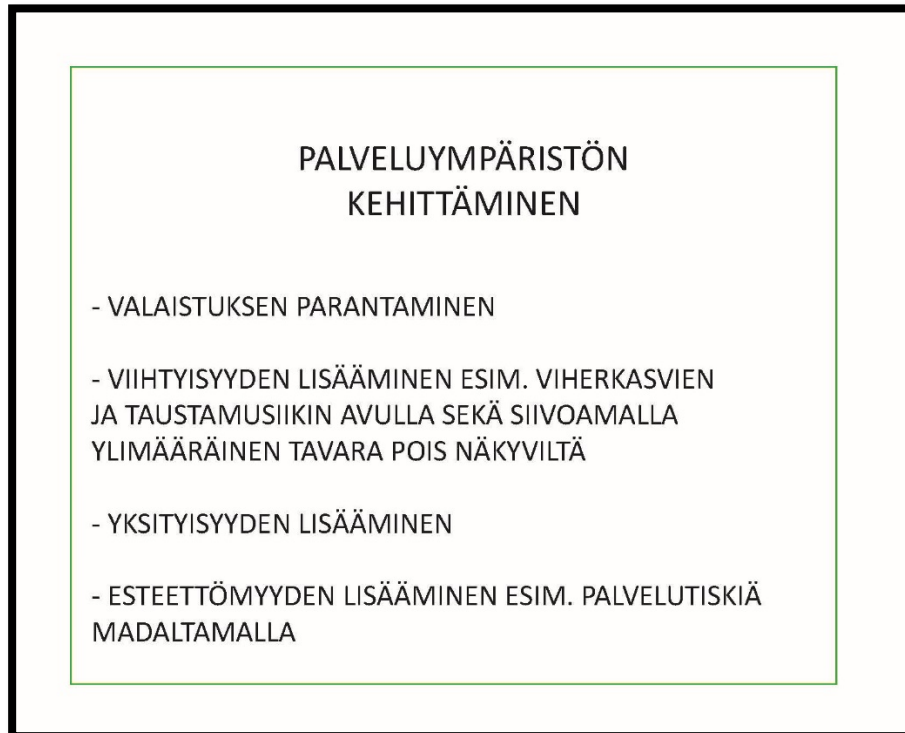 PALVELUYMPÄRISTÖN
KEHITTÄMINEN
- VALAISTUKSEN PARANTAMINEN
- VIIHTYISYYDEN LISÄÄMINEN ESIM. VIHERKASVIEN
JA TAUSTAMUSIIKIN AVULLA SEKÄ SIIVOAMALLA
YLIMÄÄRÄINEN TAVARA POIS NÄKYVILTÄ
- YKSITYISYYDEN LISÄÄMINEN
- ESTEETTÖMYYDEN LISÄÄMINEN ESIM. PALVELUTISKIÄ
MADALTAMALLA